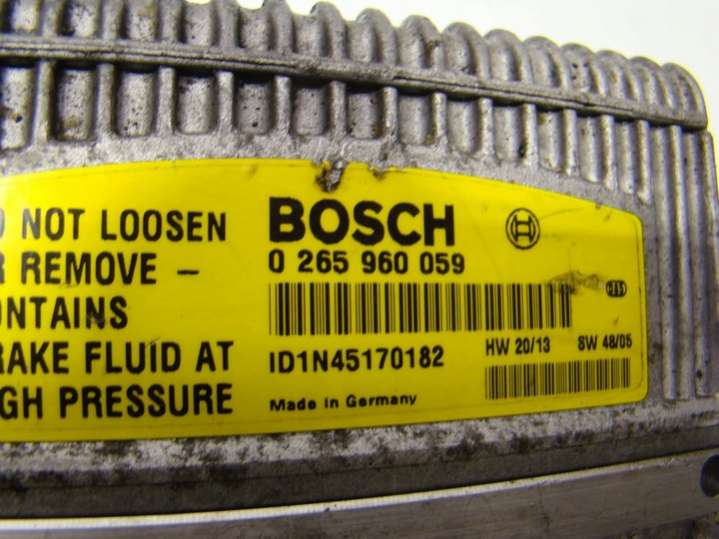 NOT LOOSEN
REMOVE –
ONTAINS
RAKE FLUID AT
GH PRESSURE
BOSCH
0 265 960 059
ID1N45170182
Made in Germany
HW 20/13 SW 48/05